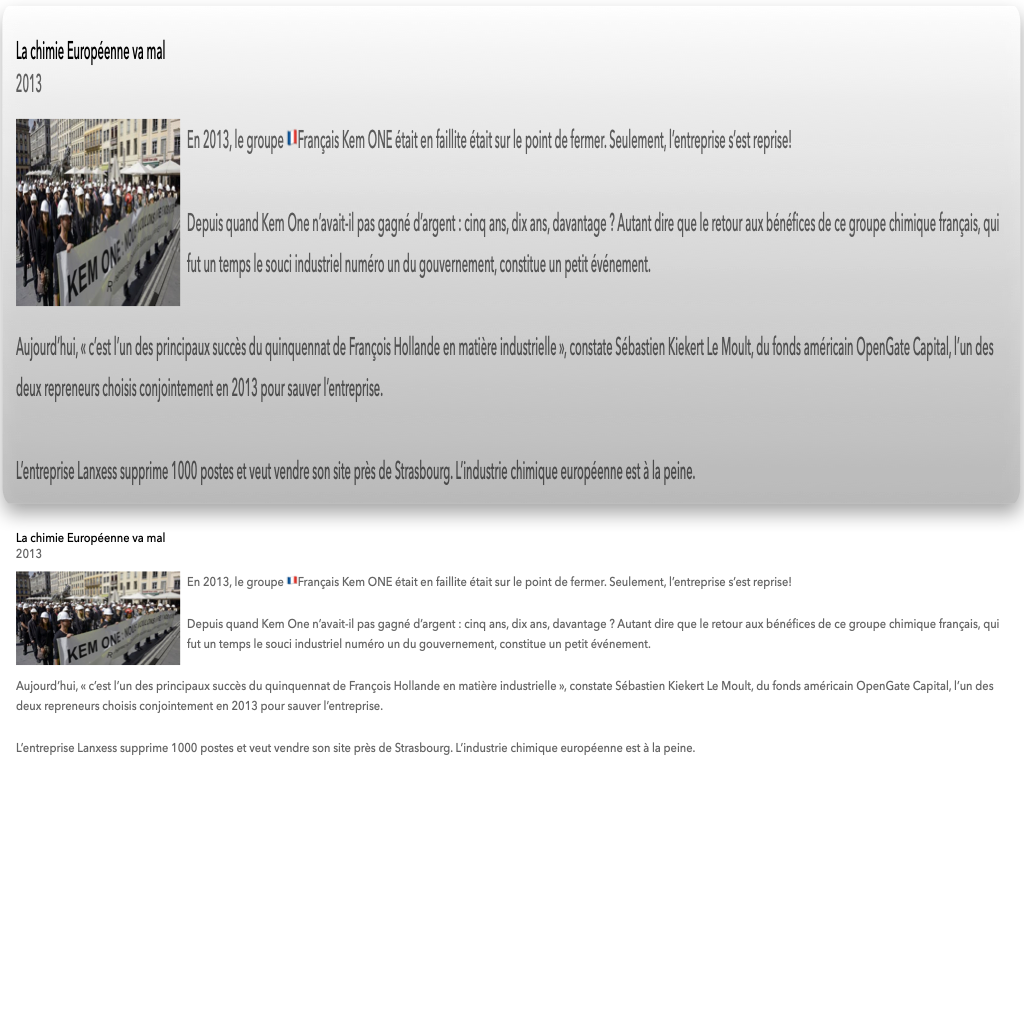 La chimie Européenne va mal
2013
En 2013, le groupe 🇫🇷Français Kem ONE était en faillite était sur le point de fermer. Seulement, l’entreprise s’est reprise!
Depuis quand Kem One n’avait-il pas gagné d’argent : cinq ans, dix ans, davantage ? Autant dire que le retour aux bénéfices de ce groupe chimique français, qui
fut un temps le souci industriel numéro un du gouvernement, constitue un petit événement.
KEM ONE
Aujourd’hui, « c’est l’un des principaux succès du quinquennat de François Hollande en matière industrielle », constate Sébastien Kiekert Le Moult, du fonds américain OpenGate Capital, l’un des
deux repreneurs choisis conjointement en 2013 pour sauver l’entreprise.
L’entreprise Lanxess supprime 1000 postes et veut vendre son site près de Strasbourg. L’industrie chimique européenne est à la peine.
La chimie Européenne va mal
2013
En 2013, le groupe 🇫🇷Français Kem ONE était en faillite était sur le point de fermer. Seulement, l’entreprise s’est reprise!
Depuis quand Kem One n’avait-il pas gagné d’argent : cinq ans, dix ans, davantage ? Autant dire que le retour aux bénéfices de ce groupe chimique français, qui
fut un temps le souci industriel numéro un du gouvernement, constitue un petit événement.
KEM ONE
Aujourd’hui, « c’est l’un des principaux succès du quinquennat de François Hollande en matière industrielle », constate Sébastien Kiekert Le Moult, du fonds américain OpenGate Capital, l’un des
deux repreneurs choisis conjointement en 2013 pour sauver l’entreprise.
L’entreprise Lanxess supprime 1000 postes et veut vendre son site près de Strasbourg. L’industrie chimique européenne est à la peine.